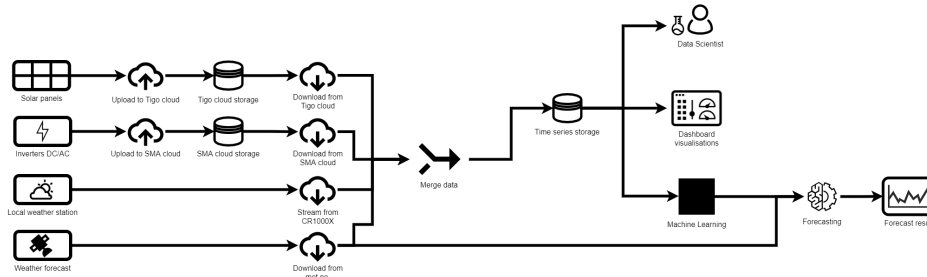 Solar panels
Upload to Tigo cloud
Tigo cloud storage
Download from
Tigo cloud
Inverters DC/AC
Upload to SMA cloud
SMA cloud storage
Download from
SMA cloud
Local weather station
Stream from
CR1000X
Weather forecast
Download from
Merge data
Time series storage
Data Scientist
Dashboard
visualisations
Machine Learning
Forecasting
Forecast